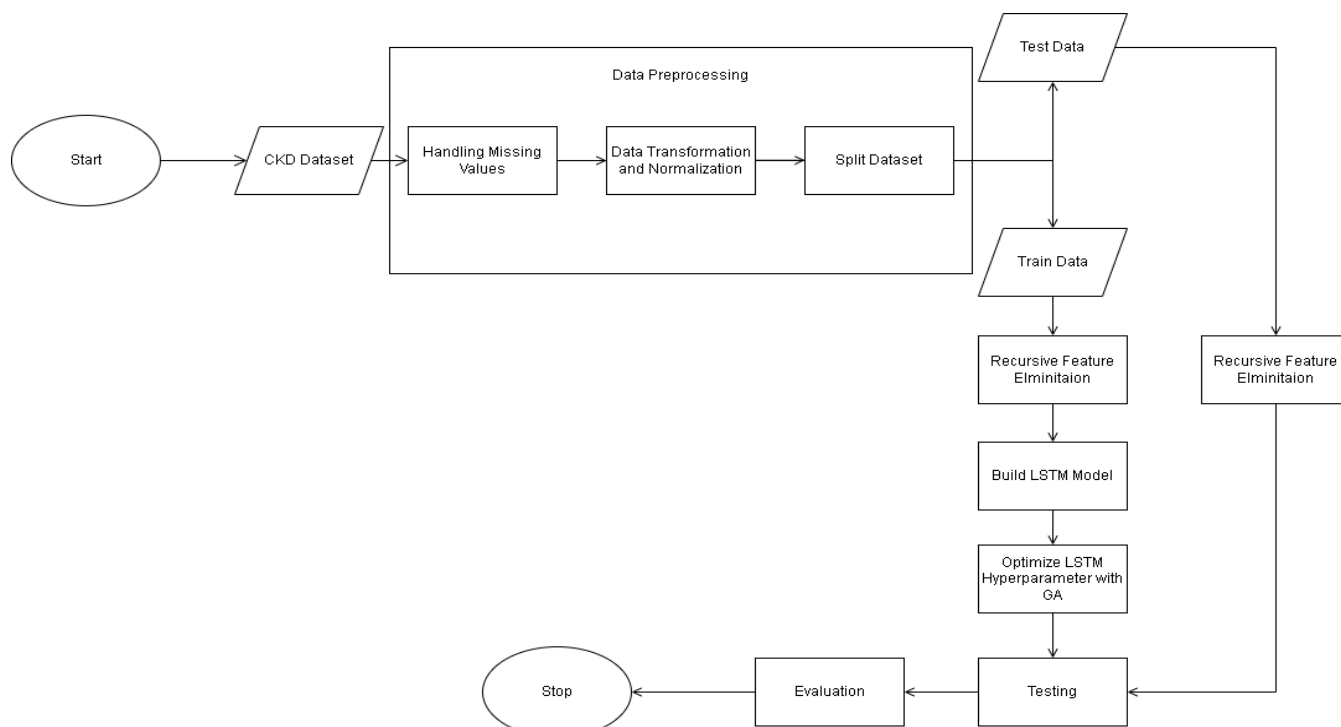 Test Data
Data Preprocessing
Start
CKD Dataset
Handling Missing
Values
Data Transformation
and Normalization
Split Dataset
Train Data
Recursive Feature
Elminitaion
Recursive Feature
Elminitaion
Build LSTM Model
Optimize LSTM
Hyperparameter with
GA
Stop
Evaluation
Testing